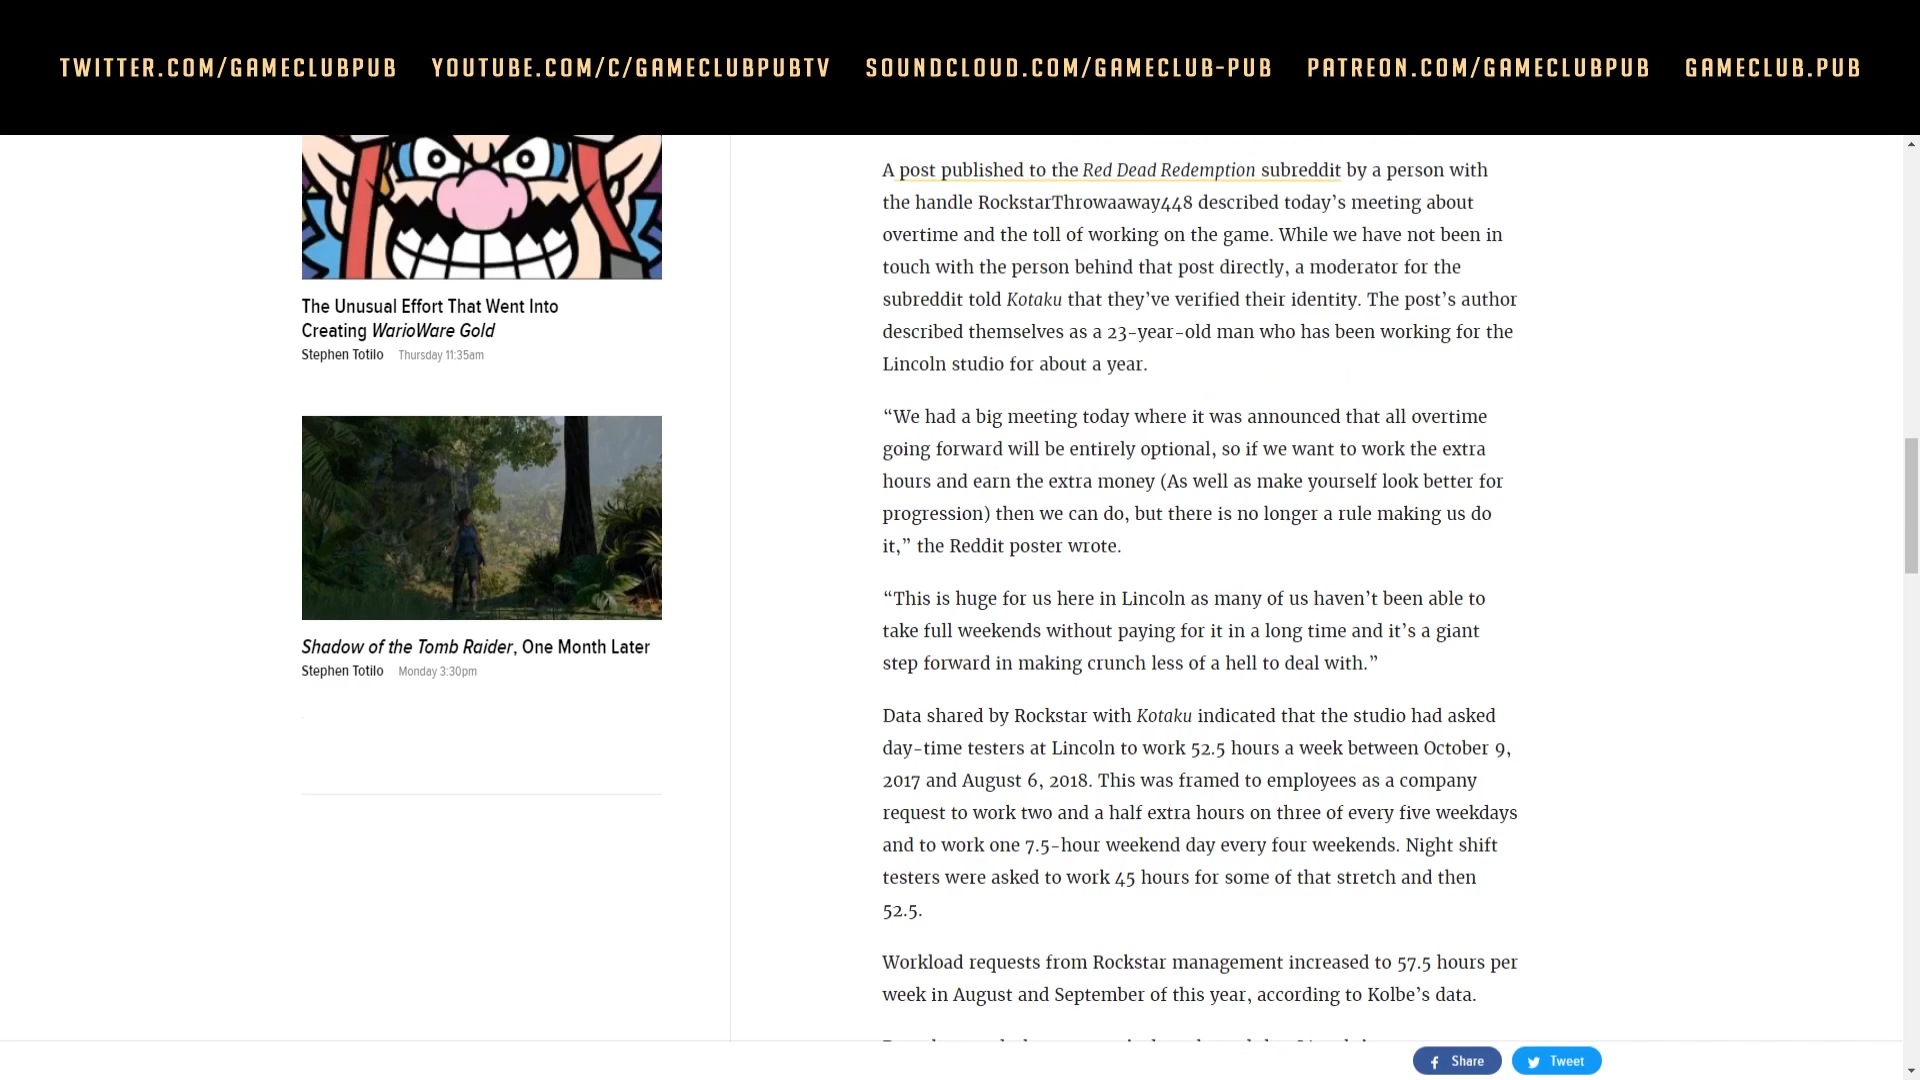 TWITTER.COM/GAMECLUBPUB YOUTUBE.COM/C/GAMECLUBPUBTV SOUNDCLOUD.COM/GAMECLUB-PUB PATREON.COM/GAMECLUBPUB GAMECLUB.PUB
The Unusual Effort That Went Into
Creating WarioWare Gold
Stephen Totilo Thursday 11:35am
Shadow of the Tomb Raider, One Month Later
Stephen Totilo Monday 3:30pm
A post published to the Red Dead Redemption subreddit by a person with
the handle RockstarThrowaaway448 described today’s meeting about
overtime and the toll of working on the game. While we have not been in
touch with the person behind that post directly, a moderator for the
subreddit told Kotaku that they’ve verified their identity. The post’s author
described themselves as a 23-year-old man who has been working for the
Lincoln studio for about a year.
“We had a big meeting today where it was announced that all overtime
going forward will be entirely optional, so if we want to work the extra
hours and earn the extra money (As well as make yourself look better for
progression) then we can do, but there is no longer a rule making us do
it,” the Reddit poster wrote.
“This is huge for us here in Lincoln as many of us haven’t been able to
take full weekends without paying for it in a long time and it’s a giant
step forward in making crunch less of a hell to deal with.”
Data shared by Rockstar with Kotaku indicated that the studio had asked
day-time testers at Lincoln to work 52.5 hours a week between October 9,
2017 and August 6, 2018. This was framed to employees as a company
request to work two and a half extra hours on three of every five weekdays
and to work one 7.5-hour weekend day every four weekends. Night shift
testers were asked to work 45 hours for some of that stretch and then
52.5.
Workload requests from Rockstar management increased to 57.5 hours per
week in August and September of this year, according to Kolbe’s data.
Share Tweet